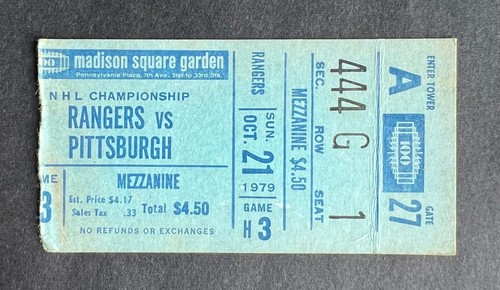 madison square garden
Pennsylvania Plaza, 7th Ave., 31st to 33rd Sts.
NHL CHAMPIONSHIP
RANGERS VS
PITTSBURGH
ME
3
MEZZANINE
Est. Price $4.17
Sales Tax .33
Total $4.50
NO REFUNDS OR EXCHANGES
RANGERS
SUN.
OCT. 21
1979
GAME
H 3
MEZZANINE $4.50
SEC.
444
ROW
G
SEAT
1
ENTER TOWER
A
GATE
27